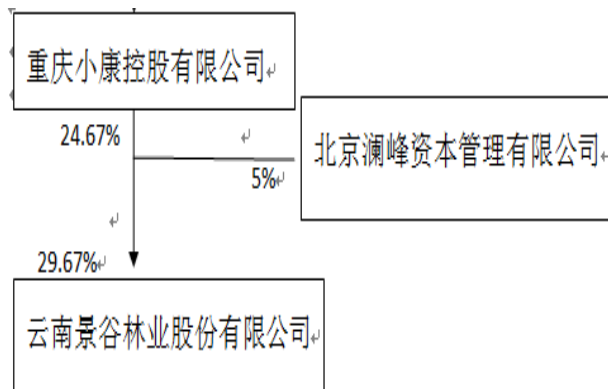 重庆小康控股有限公司
24.67%
北京澜峰资本管理有限公司
5%
29.67%
云南景谷林业股份有限公司